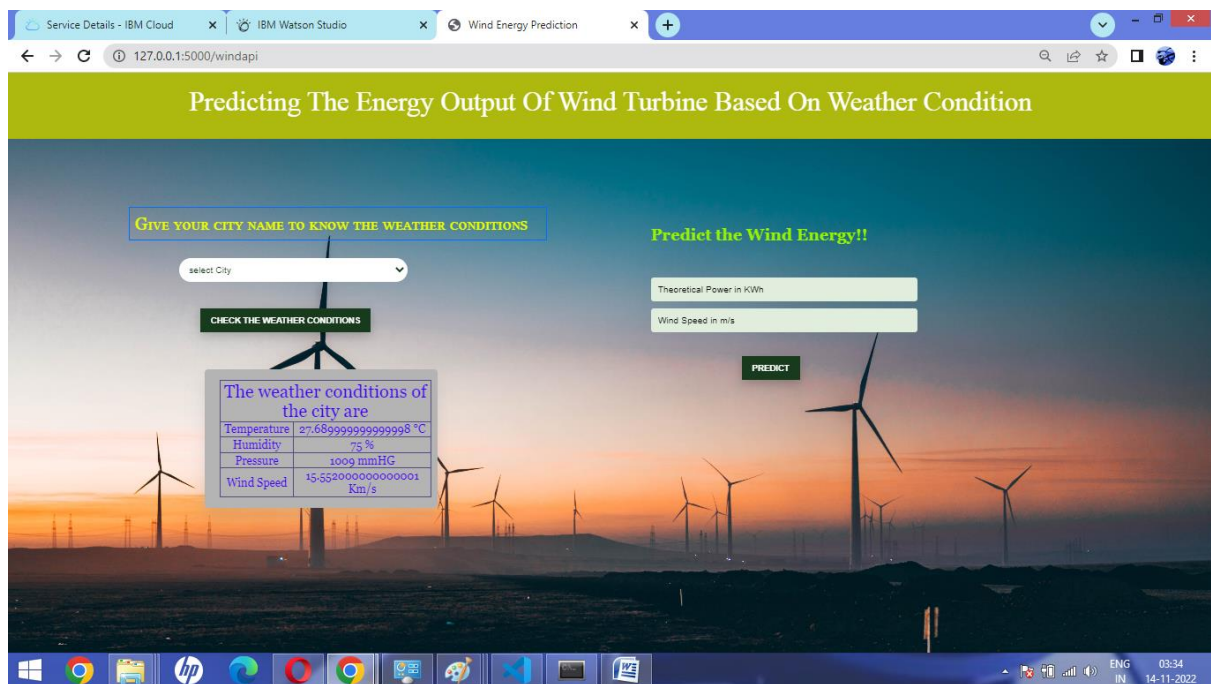 Service Details - IBM Cloud
IBM Watson Studio
Wind Energy Prediction
127.0.0.1:5000/windapi
Predicting The Energy Output Of Wind Turbine Based On Weather Condition
Give your city name to know the weather conditions
select City
CHECK THE WEATHER CONDITIONS
The weather conditions of
the city are
Temperature 27.68999999999998 °C
Humidity 75 %
Pressure 1009 mmHG
Wind Speed 15.552000000000001
Km/s
Predict the Wind Energy!!
Theoretical Power in KWh
Wind Speed in m/s
PREDICT
hp
ENG
IN
03:34
14-11-2022